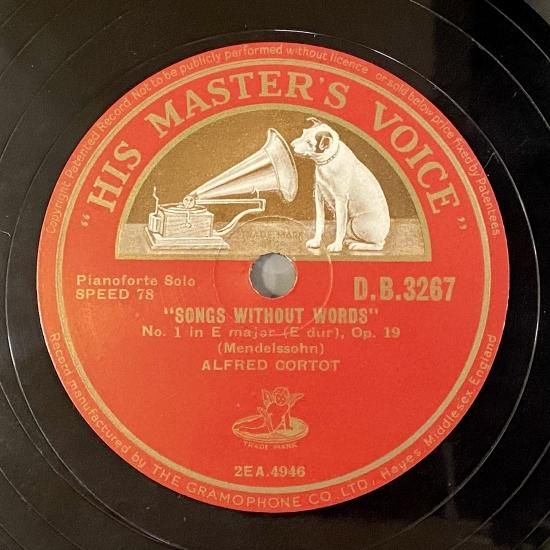 Copyright Patented Record. Not to be publicly performed without licence or sold below price fixed by Patentees
"HIS MASTER'S VOICE"
TRADE MARK
Pianoforte Solo
SPEED 78
D.B.3267
"SONGS WITHOUT WORDS"
No. 1 in E major (E dur), Op. 19
(Mendelssohn)
ALFRED CORTOT
TRADE MARK
2EA.4946
Record manufactured by THE GRAMOPHONE CO., LTD., Hayes, Middlesex, England